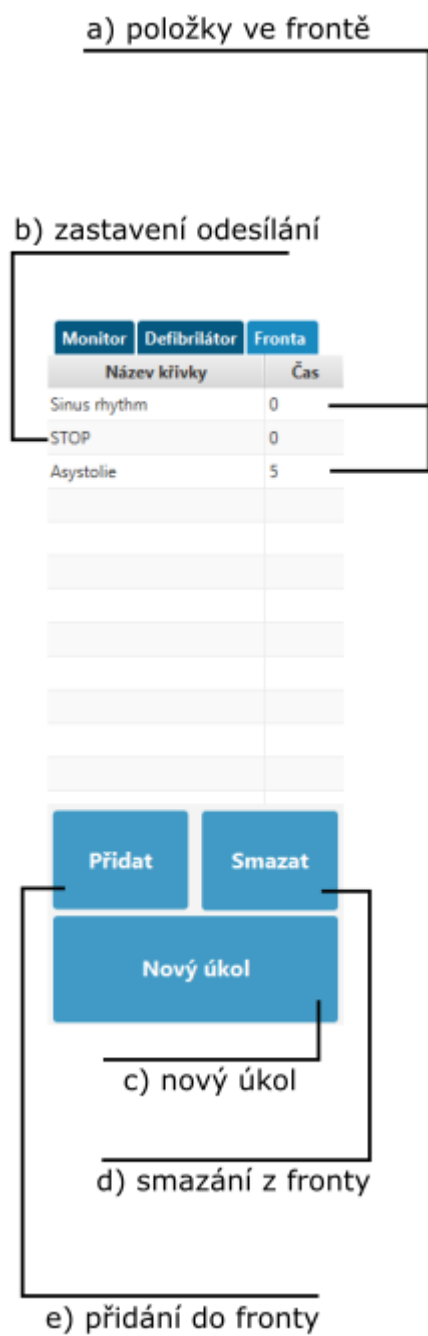 a) položky ve frontě
b) zastavení odesílání
Monitor Defibrilátor Fronta
Název křivky Čas
Sinus rhythm 0
STOP 0
Asystolie 5
Přidat Smazat
Nový úkol
c) nový úkol
d) smazání z fronty
e) přidání do fronty